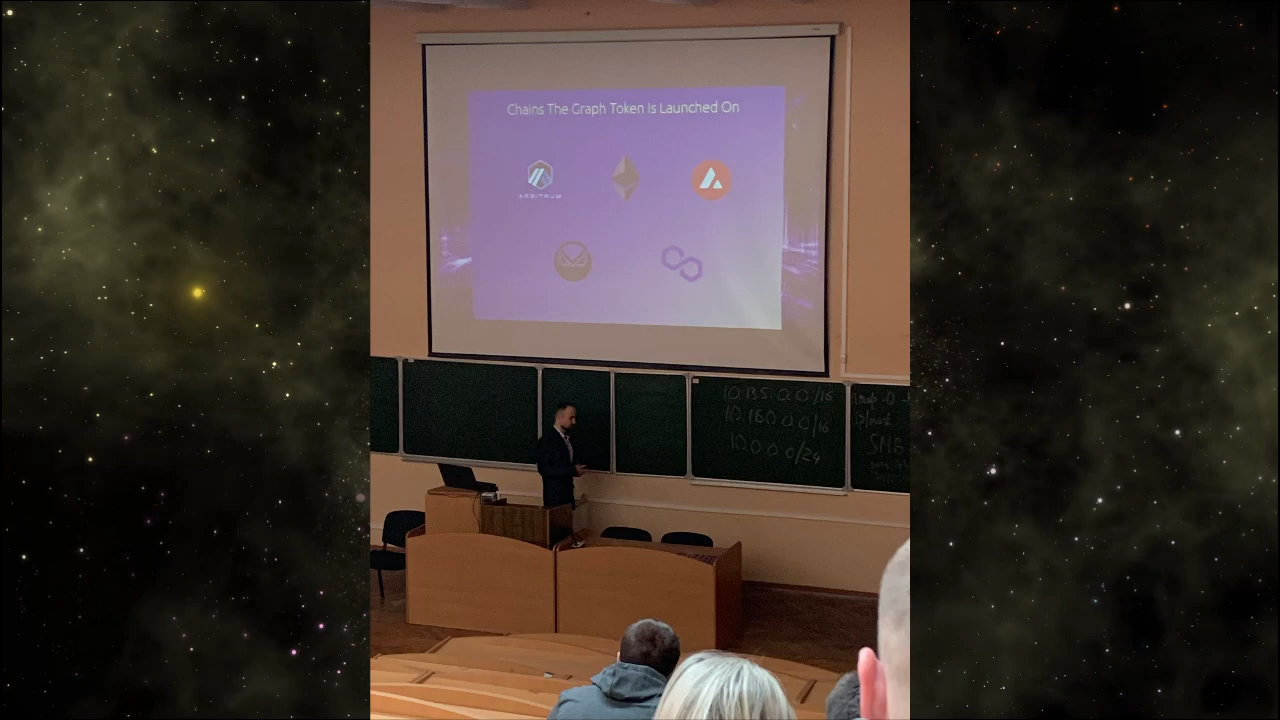 Chains The Graph Token Is Launched On
ARBITRUM
10.135.0.0/16
10.160.0.0/16
10.0.0.0/24
SMB